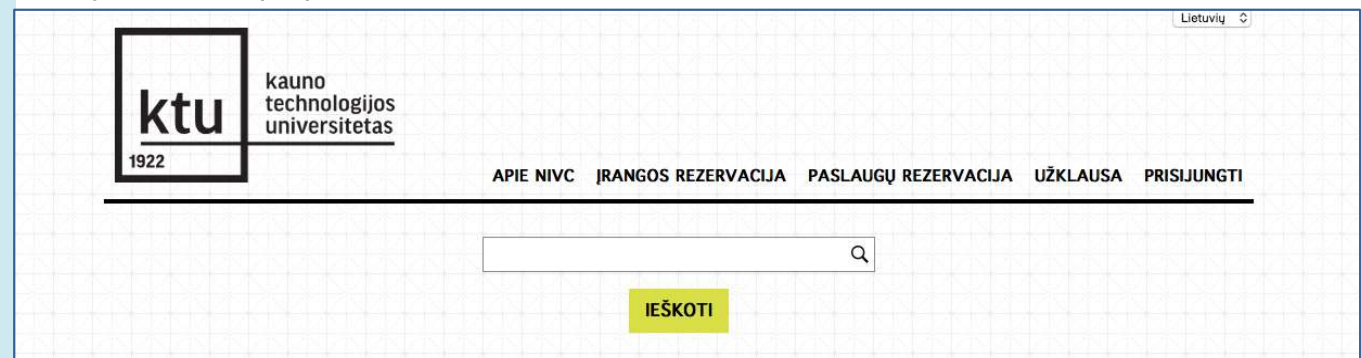 Lietuvių
ktu
1922
kauno
technologijos
universitetas
APIE NIVC ĮRANGOS REZERVACIJA PASLAUGŲ REZERVACIJA UŽKLAUSA PRISIJUNGTI
IEŠKOTI